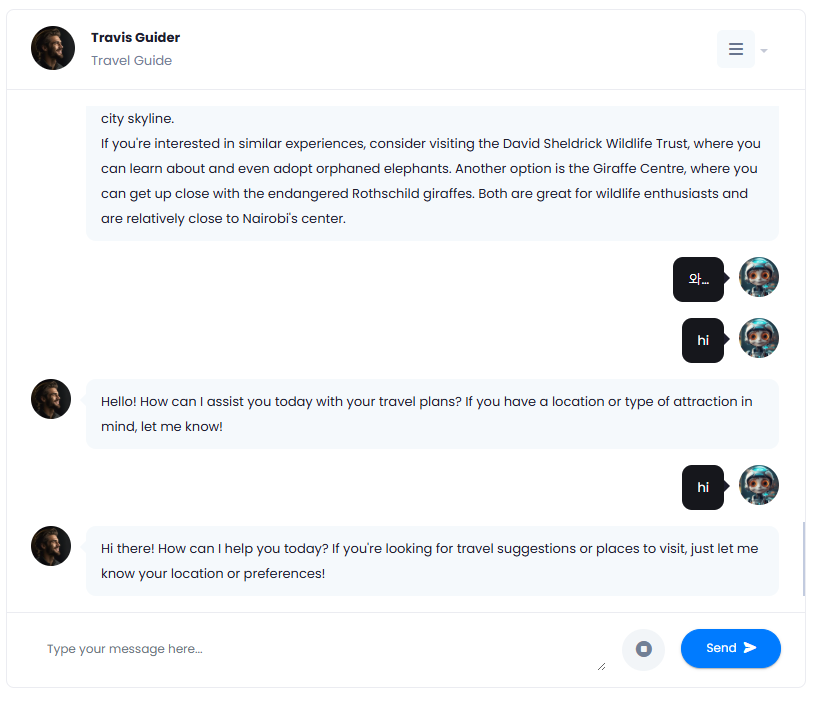 Travis Guider
Travel Guide
city skyline.
If you're interested in similar experiences, consider visiting the David Sheldrick Wildlife Trust, where you
can learn about and even adopt orphaned elephants. Another option is the Giraffe Centre, where you
can get up close with the endangered Rothschild giraffes. Both are great for wildlife enthusiasts and
are relatively close to Nairobi's center.
와...
hi
Hello! How can I assist you today with your travel plans? If you have a location or type of attraction in
mind, let me know!
hi
Hi there! How can I help you today? If you're looking for travel suggestions or places to visit, just let me
know your location or preferences!
Type your message here...
Send